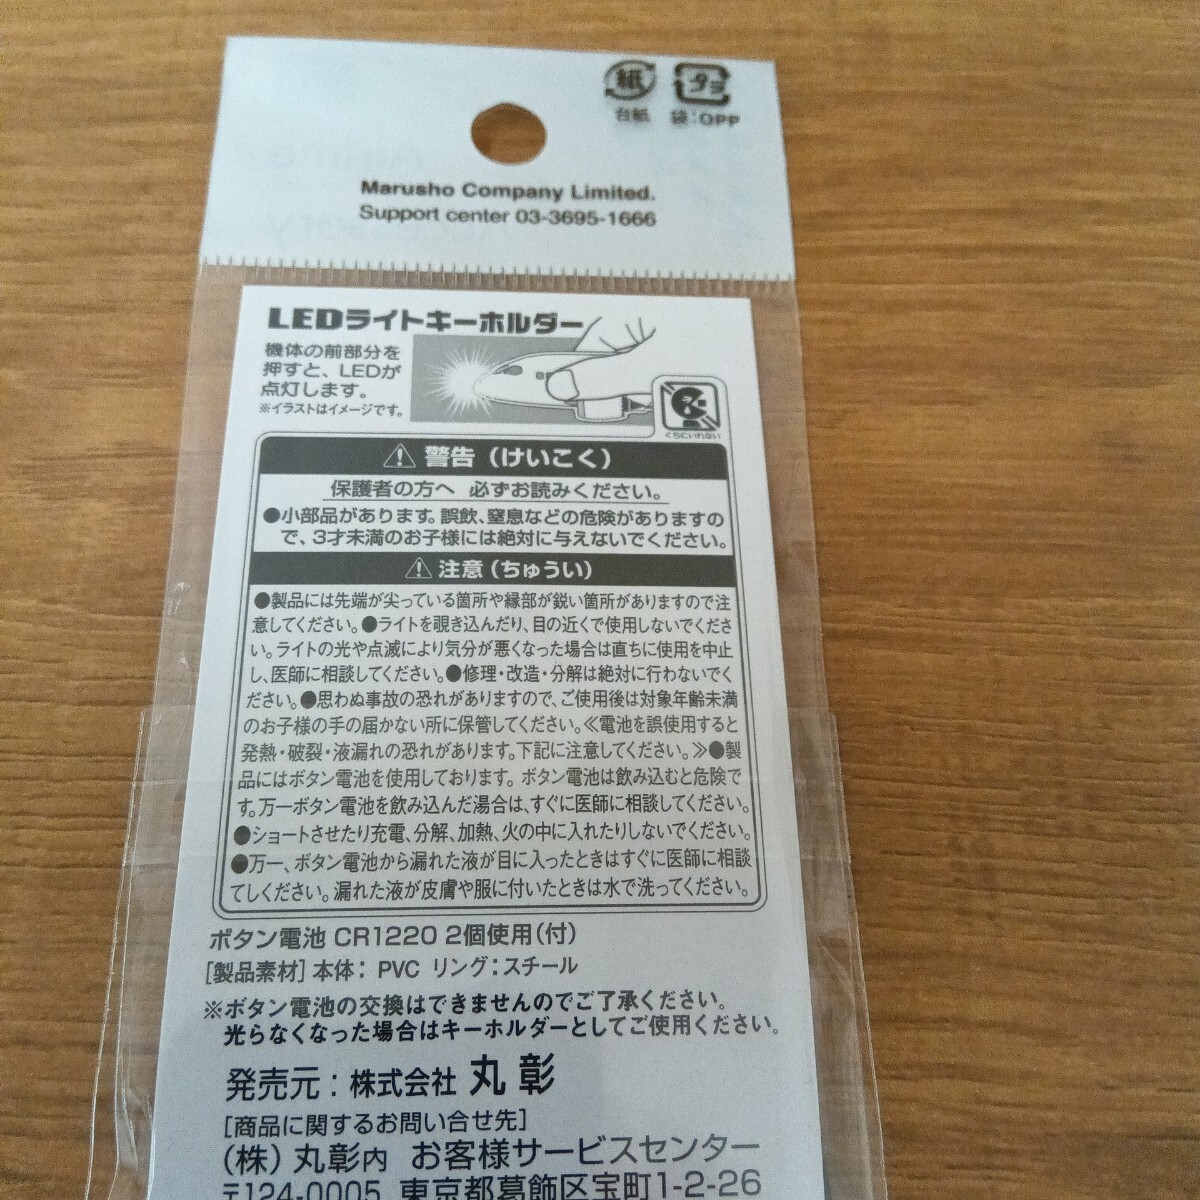 紙
プラ
台紙 袋:OPP
Marusho Company Limited.
Support center 03-3695-1666
LEDライトキーホルダー
機体の前部分を
押すと、LEDが
点灯します。
※イラストはイメージです。
くちにいれない
警告（けいこく）
保護者の方へ 必ずお読みください。
●小部品があります。誤飲、窒息などの危険がありますの
で、3才未満のお子様には絶対に与えないでください。
注意（ちゅうい）
●製品には先端が尖っている箇所や縁部が鋭い箇所がありますので注
意してください。●ライトを覗き込んだり、目の近くで使用しないでくださ
い。ライトの光や点滅により気分が悪くなった場合は直ちに使用を中止
し、医師に相談してください。●修理・改造・分解は絶対に行わないでく
ださい。●思わぬ事故の恐れがありますので、ご使用後は対象年齢未満
のお子様の手の届かない所に保管してください。≪電池を誤使用すると
発熱・破裂・液漏れの恐れがあります。下記に注意してください。≫●製
品にはボタン電池を使用しております。ボタン電池は飲み込むと危険で
す。万一ボタン電池を飲み込んだ場合は、すぐに医師に相談してください。
●ショートさせたり充電、分解、加熱、火の中に入れたりしないでください。
●万一、ボタン電池から漏れた液が目に入ったときはすぐに医師に相談
してください。漏れた液が皮膚や服に付いたときは水で洗ってください。
ボタン電池 CR1220 2個使用（付）
[製品素材] 本体： PVC リング：スチール
※ボタン電池の交換はできませんのでご了承ください。
光らなくなった場合はキーホルダーとしてご使用ください。
発売元：株式会社 丸彰
[商品に関するお問い合せ先]
（株）丸彰内 お客様サービスセンター
〒124-0005 東京都葛飾区宝町1-2-26